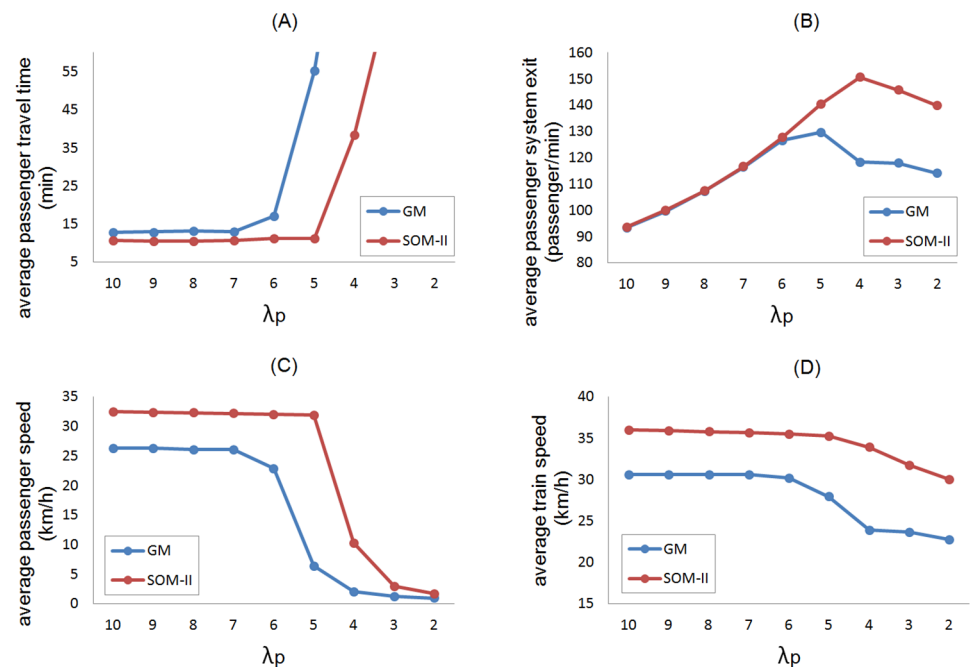 (A)
average passenger travel time
(min)
55
45
35
25
15
5
GM
SOM-II
10 9 8 7 6 5 4 3 2
λp
(B)
average passenger system exit
(passenger/min)
160
150
140
130
120
110
100
90
80
GM
SOM-II
10 9 8 7 6 5 4 3 2
λp
(C)
average passenger speed
(km/h)
35
30
25
20
15
10
5
0
GM
SOM-II
10 9 8 7 6 5 4 3 2
λp
(D)
average train speed
(km/h)
40
35
30
25
20
15
GM
SOM-II
10 9 8 7 6 5 4 3 2
λp